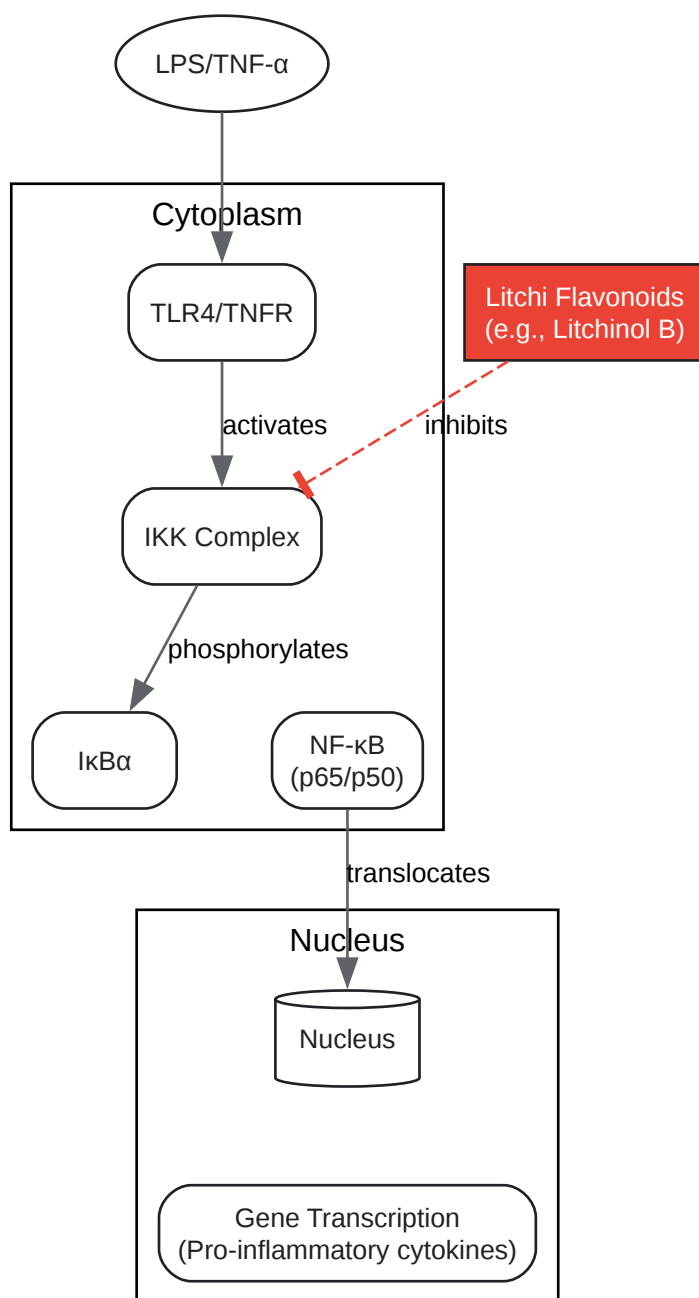 LPS/TNF-α
Cytoplasm
TLR4/TNFR
Litchi Flavonoids
(e.g., Litchinol B)
activates
inhibits
IKK Complex
phosphorylates
IκBα
NF-κB
(p65/p50)
translocates
Nucleus
Nucleus
Gene Transcription
(Pro-inflammatory cytokines)